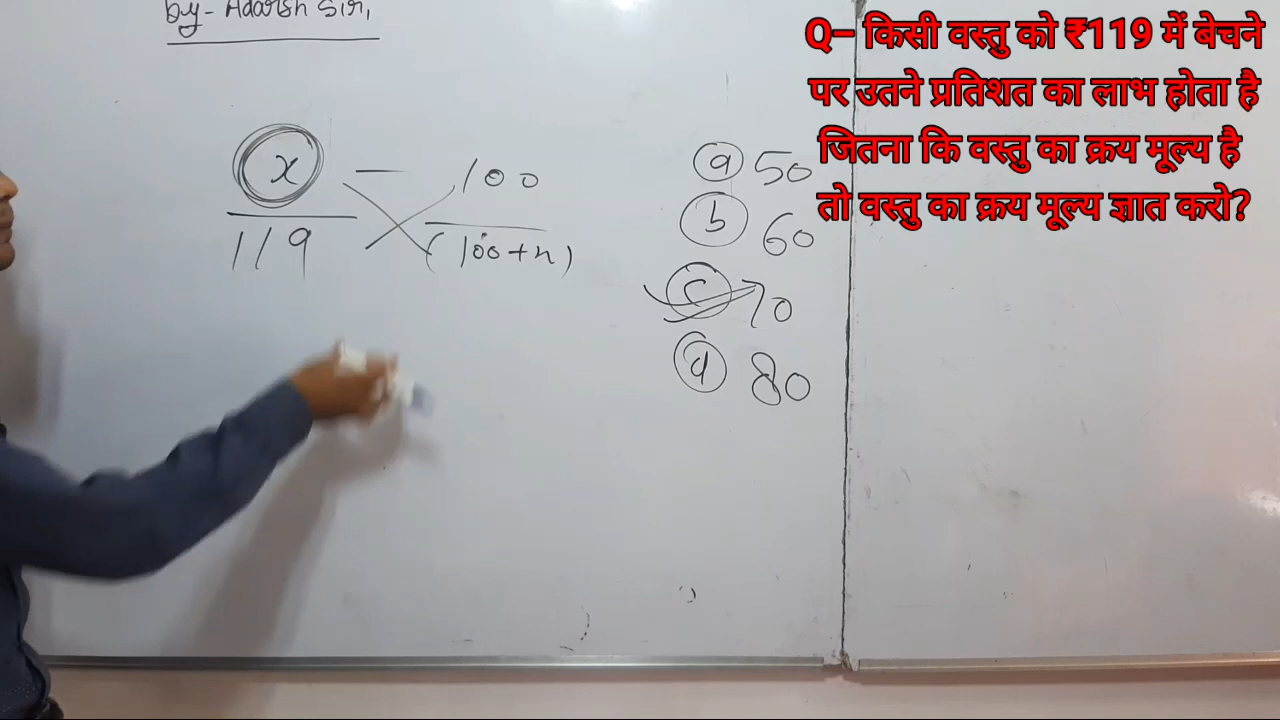 by- Adarsh Sir,
Q– किसी वस्तु को ₹119 में बेचने
पर उतने प्रतिशत का लाभ होता है
जितना कि वस्तु का क्रय मूल्य है
तो वस्तु का क्रय मूल्य ज्ञात करो?
x — 100
119 (100+x)
(a) 50
(b) 60
(c) 70
(d) 80